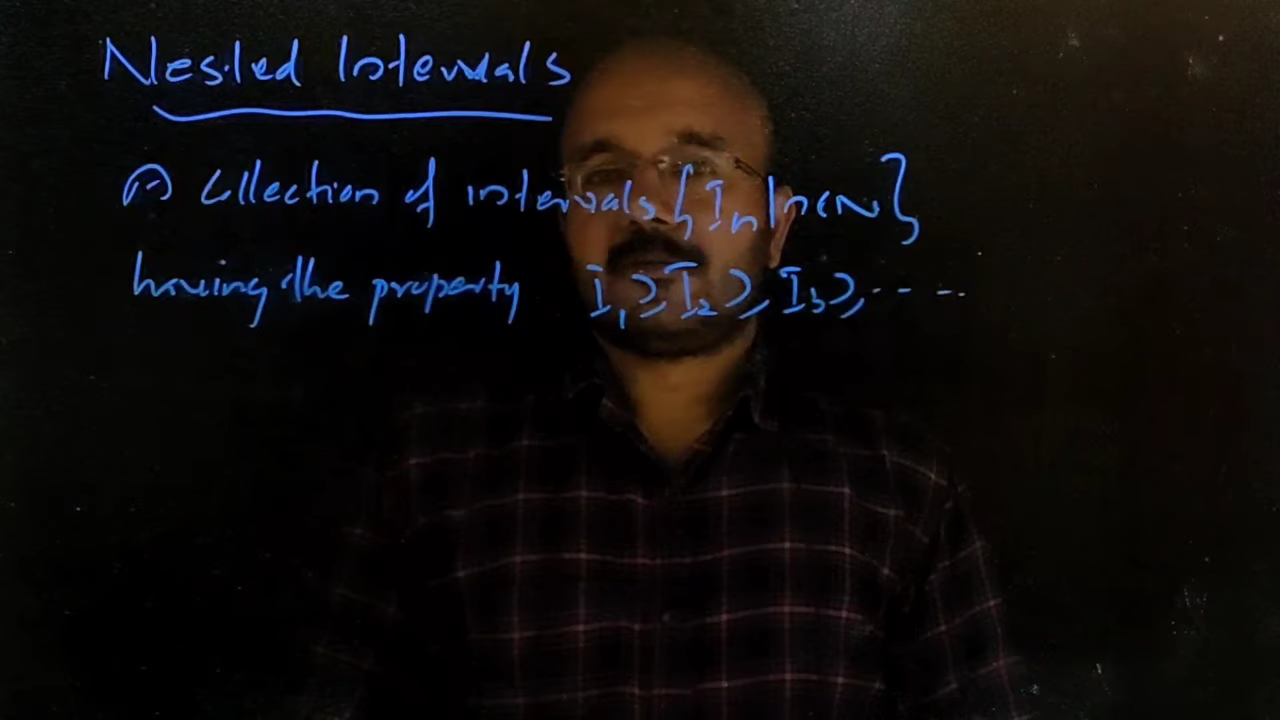 Nested Intervals
A collection of intervals {Iₙ|n∈N}
having the property I₁⊇I₂⊇I₃⊇-- --